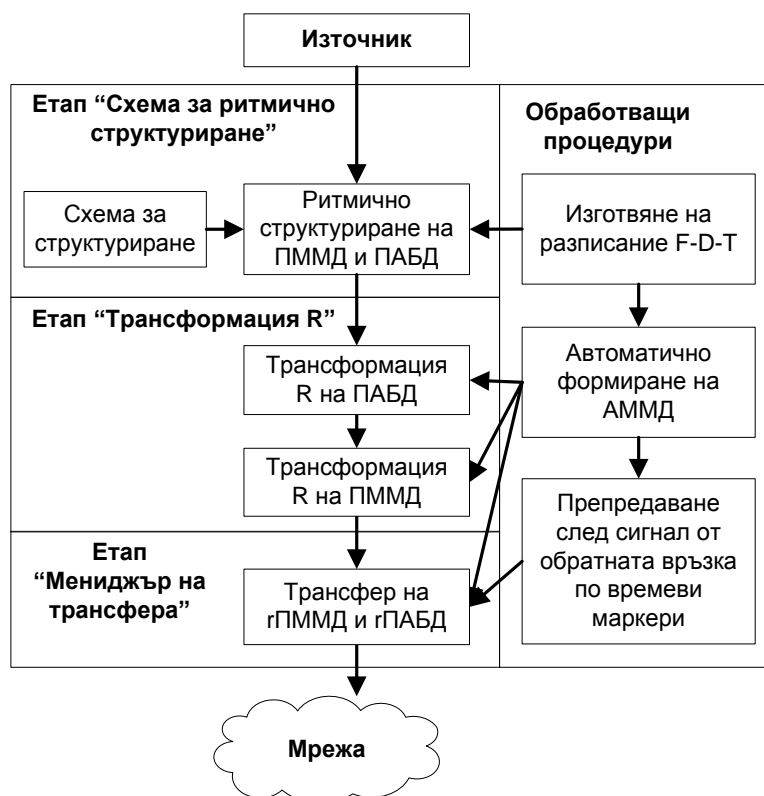 Източник
Етап “Схема за ритмично
структуриране”
Обработващи
процедури
Схема за
структуриране
Ритмично
структуриране на
ПММД и ПАБД
Изготвяне на
разписание F-D-T
Етап “Трансформация R”
Трансформация
R на ПАБД
Автоматично
формиране на
АММД
Трансформация
R на ПММД
Препредаване
след сигнал от
обратната връзка
по времеви
маркери
Етап
“Мениджър на
трансфера”
Трансфер на
rПММД и rПАБД
Мрежа